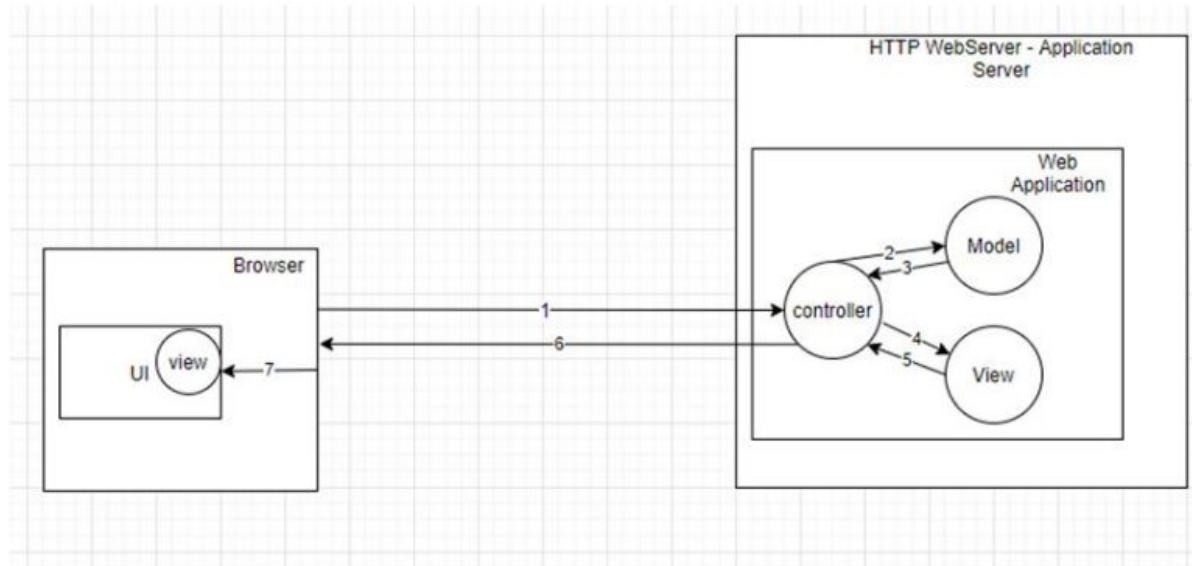 HTTP WebServer - Application
Server
Web
Application
Model
2
3
controller
4
5
View
Browser
1
6
view
UI
7